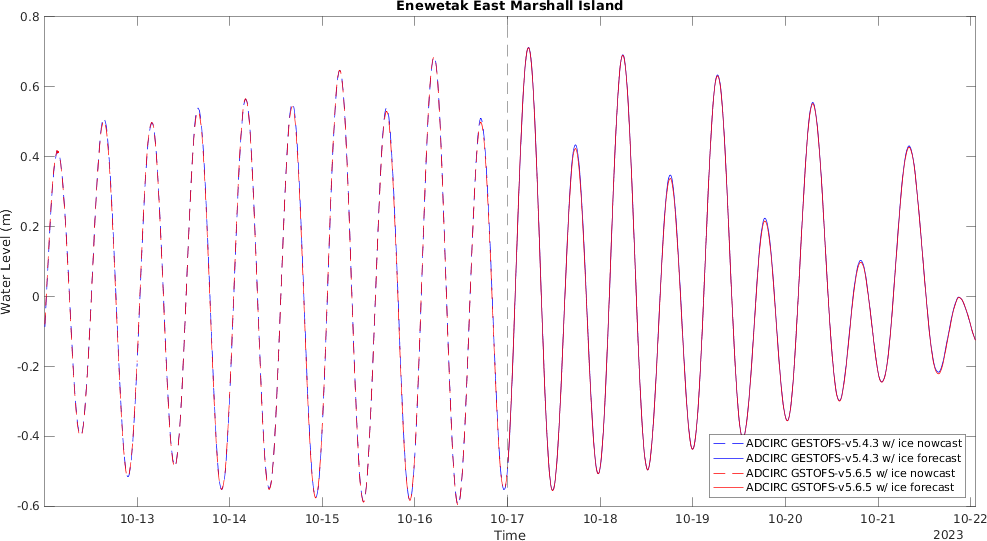 Enewetak East Marshall Island
0.8
0.6
0.4
0.2
0
-0.2
-0.4
-0.6
Water Level (m)
10-13
10-14
10-15
10-16
10-17
10-18
10-19
10-20
10-21
10-22
2023
Time
ADCIRC GESTOFS-v5.4.3 w/ ice nowcast
ADCIRC GESTOFS-v5.4.3 w/ ice forecast
ADCIRC GSTOFS-v5.6.5 w/ ice nowcast
ADCIRC GSTOFS-v5.6.5 w/ ice forecast